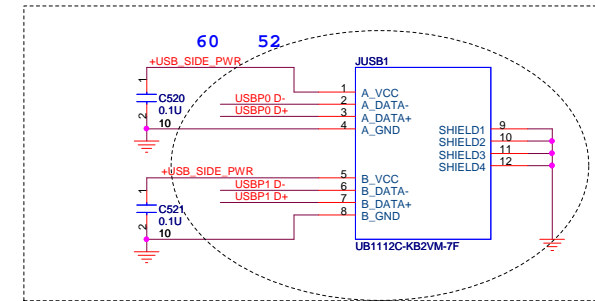 60 52
+USB_SIDE_PWR
JUSB1
1
A_VCC
USBP0 D-
2
A_DATA-
USBP0 D+
3
A_DATA+
4
A_GND
1
C520
0.1U
2
10
SHIELD1
9
SHIELD2
10
SHIELD3
11
SHIELD4
12
+USB_SIDE_PWR
5
B_VCC
USBP1 D-
6
B_DATA-
USBP1 D+
7
B_DATA+
8
B_GND
1
C521
0.1U
2
10
UB1112C-KB2VM-7F